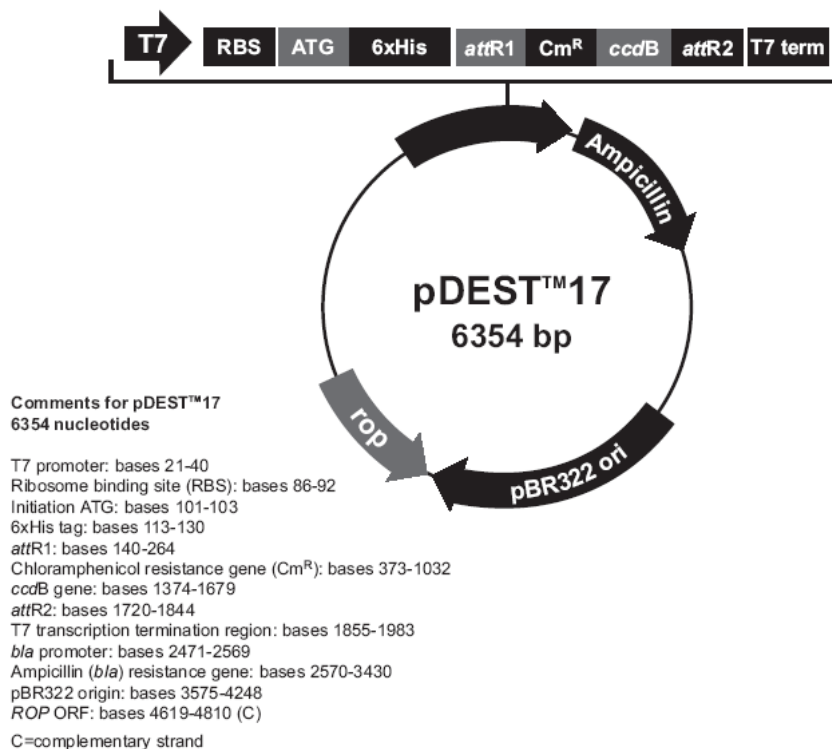 T7 RBS ATG 6xHis attR1 CmR ccdB attR2 T7 term
Ampicillin
pDEST™17
6354 bp
rop
pBR322 ori
Comments for pDEST™17
6354 nucleotides
T7 promoter: bases 21-40
Ribosome binding site (RBS): bases 86-92
Initiation ATG: bases 101-103
6xHis tag: bases 113-130
attR1: bases 140-264
Chloramphenicol resistance gene (CmR): bases 373-1032
ccdB gene: bases 1374-1679
attR2: bases 1720-1844
T7 transcription termination region: bases 1855-1983
bla promoter: bases 2471-2569
Ampicillin (bla) resistance gene: bases 2570-3430
pBR322 origin: bases 3575-4248
ROP ORF: bases 4619-4810 (C)
C=complementary strand